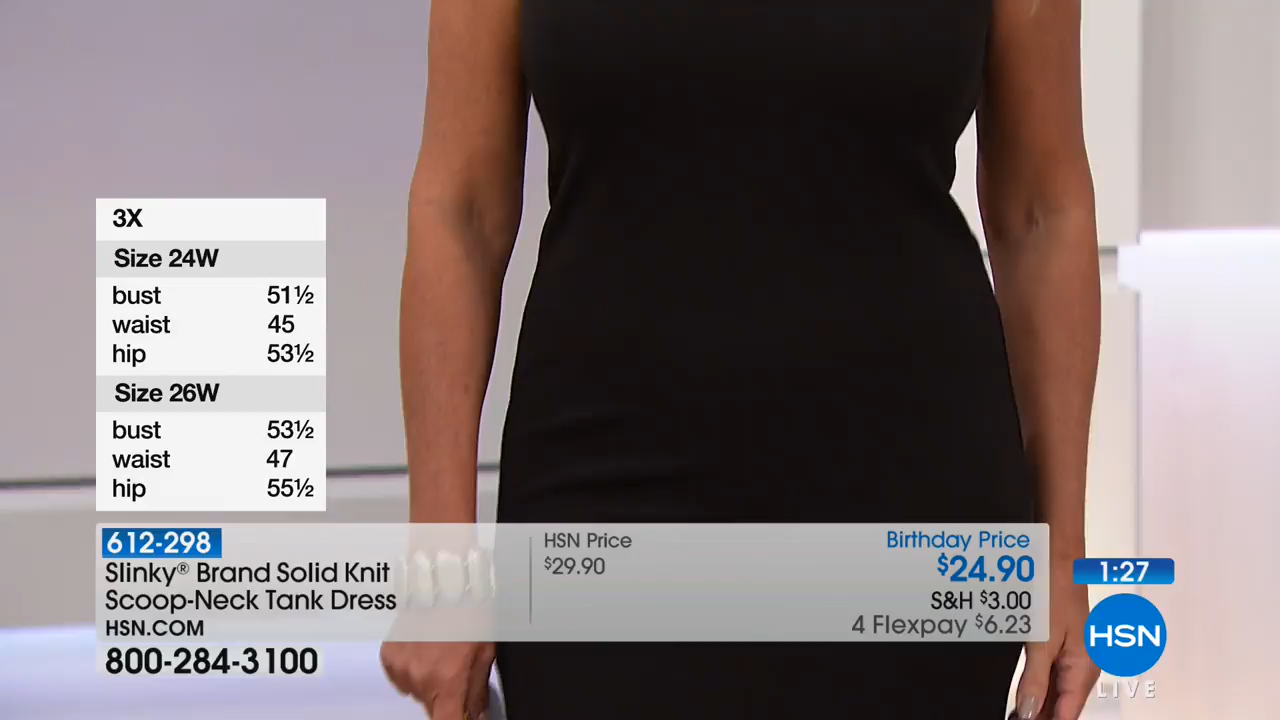 3X
Size 24W
bust 51½
waist 45
hip 53½
Size 26W
bust 53½
waist 47
hip 55½
612-298
Slinky® Brand Solid Knit
Scoop-Neck Tank Dress
HSN.COM
800-284-3100
HSN Price
$29.90
Birthday Price
$24.90
S&H $3.00
4 Flexpay $6.23
1:27
HSN
LIVE